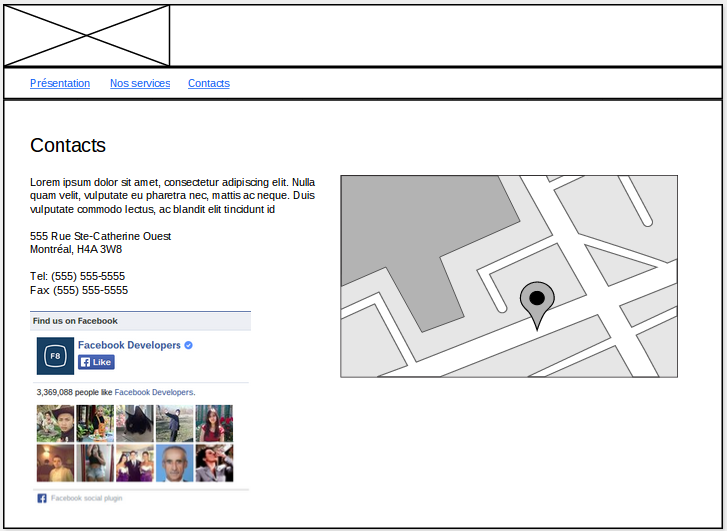 Présentation Nos services Contacts
Contacts
Lorem ipsum dolor sit amet, consectetur adipiscing elit. Nulla
quam velit, vulputate eu pharetra nec, mattis ac neque. Duis
vulputate commodo lectus, ac blandit elit tincidunt id
555 Rue Ste-Catherine Ouest
Montréal, H4A 3W8
Tel: (555) 555-5555
Fax: (555) 555-5555
Find us on Facebook
F8
Facebook Developers
Like
3,369,088 people like Facebook Developers.
Facebook social plugin